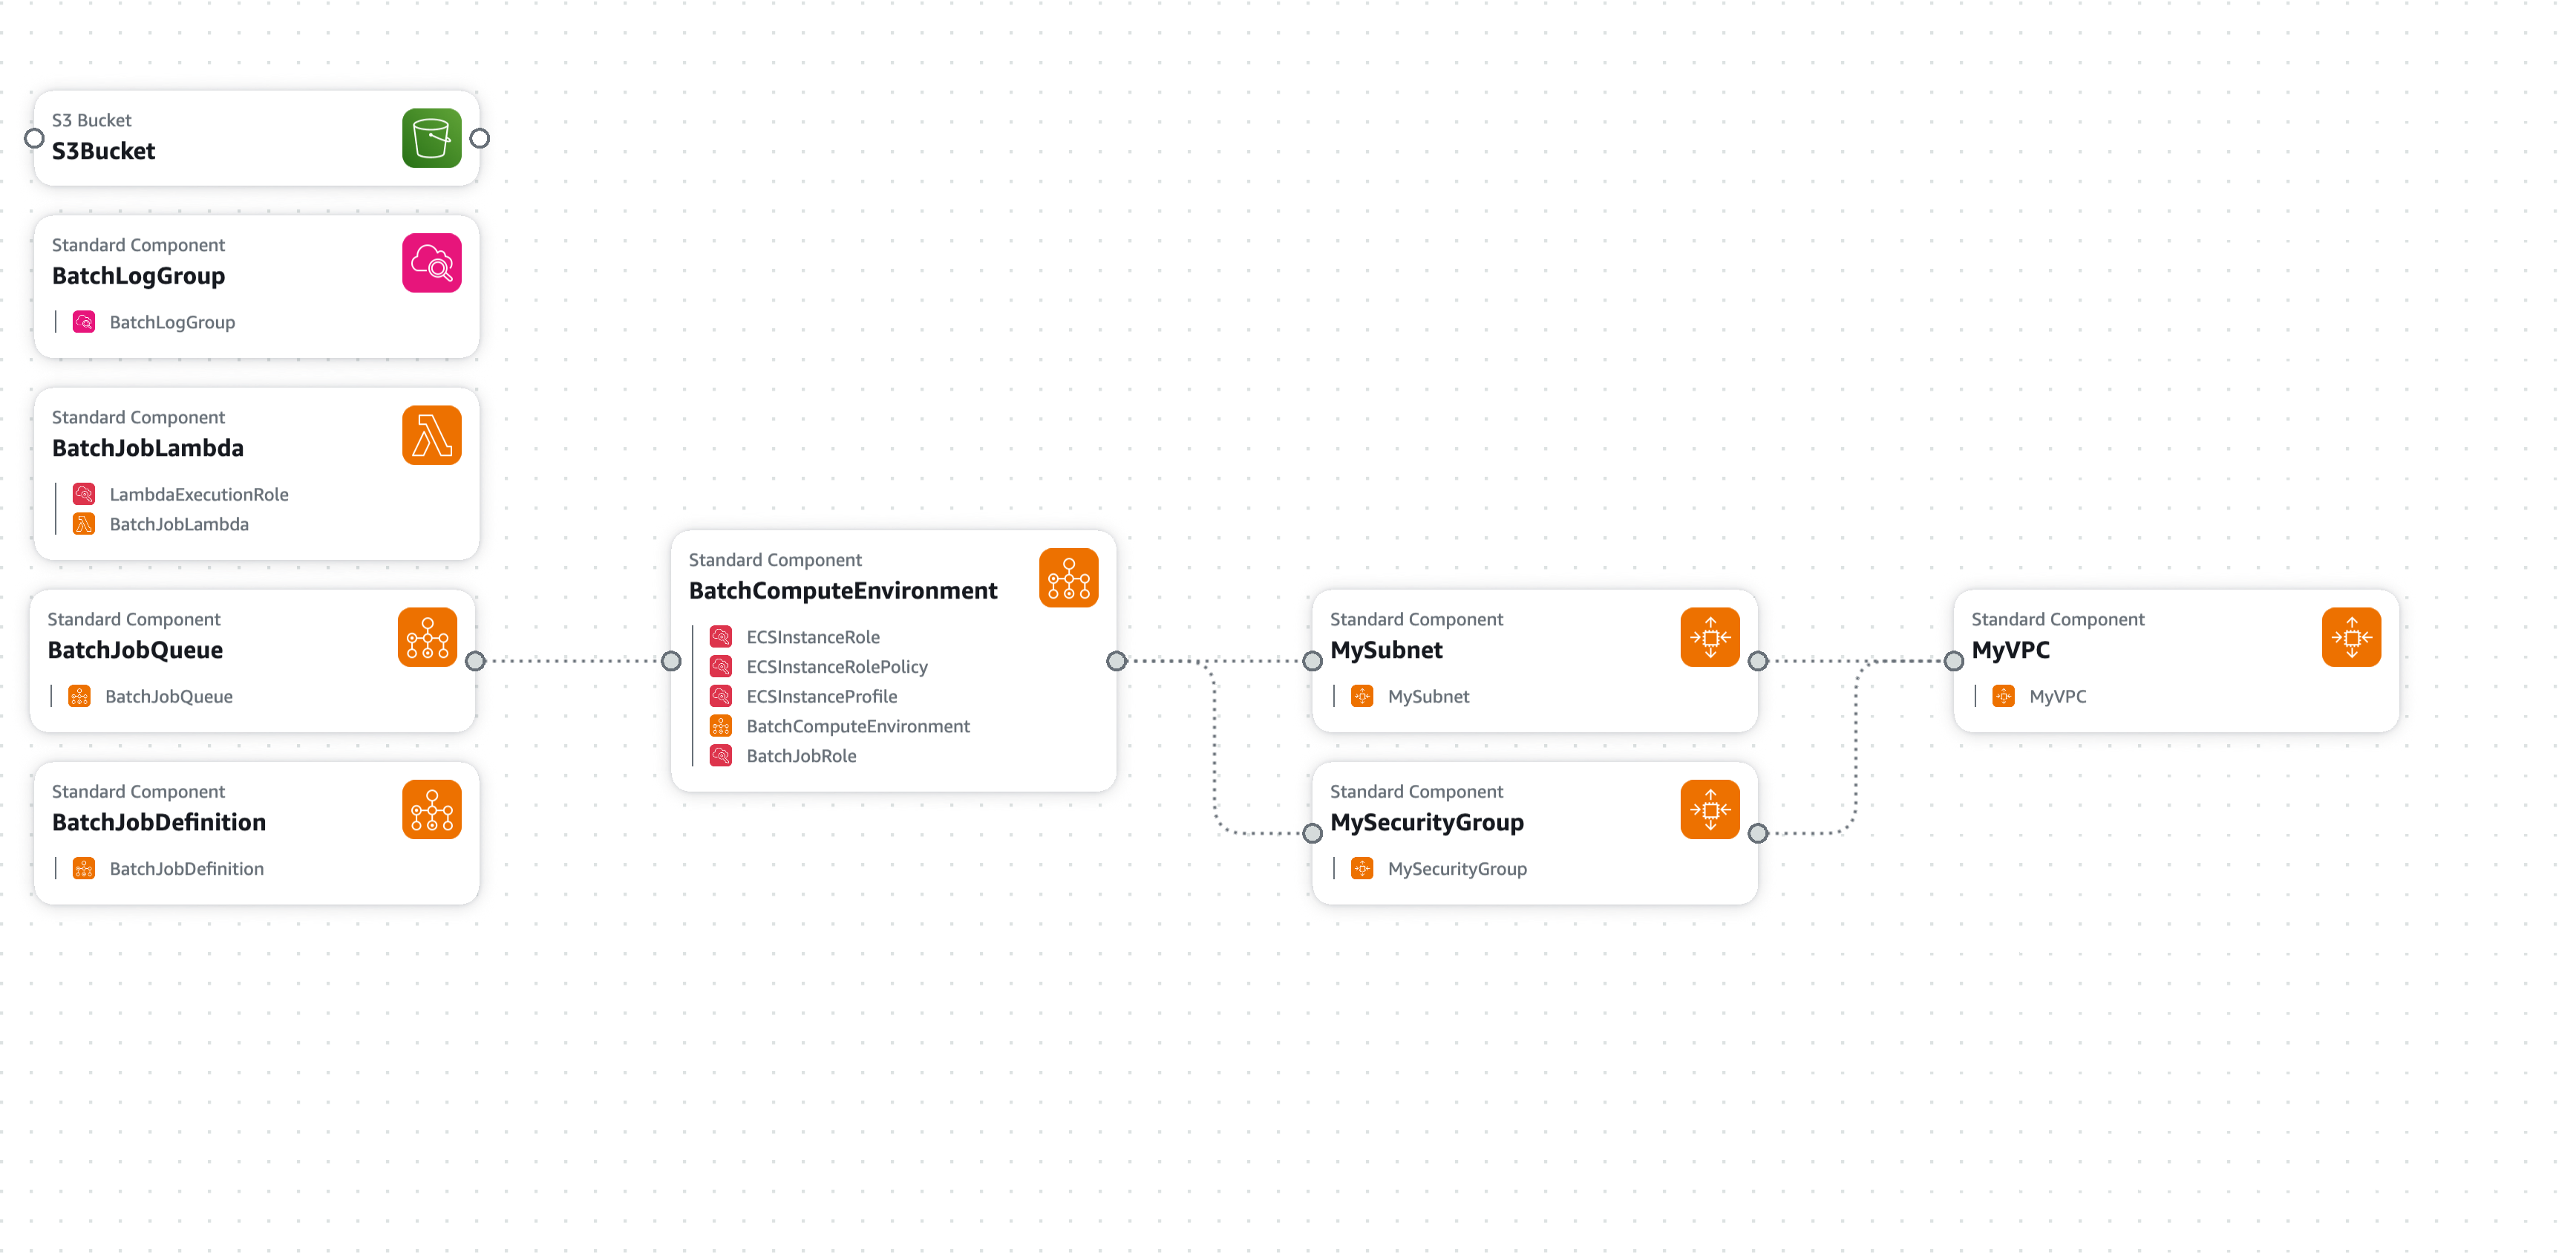 S3 Bucket
S3Bucket
Standard Component
BatchLogGroup
BatchLogGroup
Standard Component
BatchJobLambda
LambdaExecutionRole
BatchJobLambda
Standard Component
BatchJobQueue
BatchJobQueue
Standard Component
BatchJobDefinition
BatchJobDefinition
Standard Component
BatchComputeEnvironment
ECSInstanceRole
ECSInstanceRolePolicy
ECSInstanceProfile
BatchComputeEnvironment
BatchJobRole
Standard Component
MySubnet
MySubnet
Standard Component
MySecurityGroup
MySecurityGroup
Standard Component
MyVPC
MyVPC